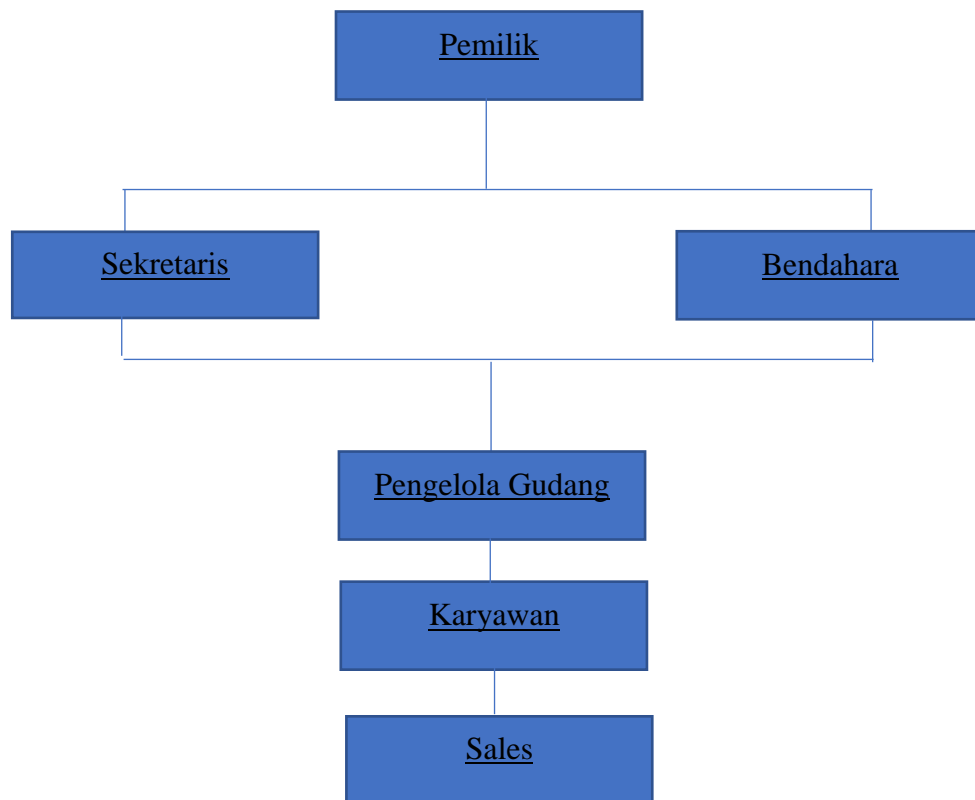 Pemilik
Sekretaris
Bendahara
Pengelola Gudang
Karyawan
Sales